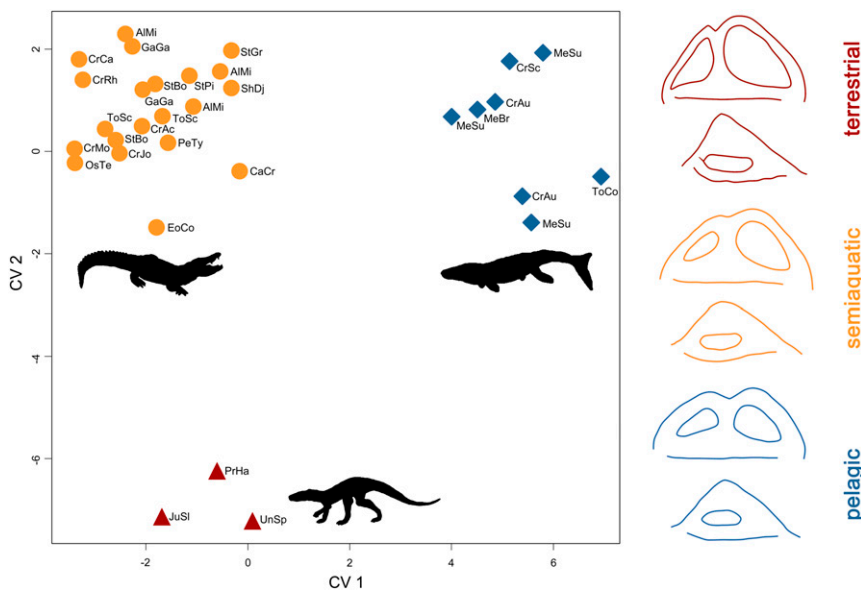 AlMi
GaGa
StGr
CrCa
AlMi
CrRh
StBo
StPi
ShDj
GaGa
AlMi
ToSc
ToSc
CrAc
StBo
PeTy
CrMo
CrJo
OsTe
CaCr
EoCo
MeSu
CrSc
CrAu
MeBr
MeSu
ToCo
CrAu
MeSu
PrHa
JuSl
UnSp
2
0
-2
-4
-6
CV 2
-2
0
2
4
6
CV 1
terrestrial
semiaquatic
pelagic